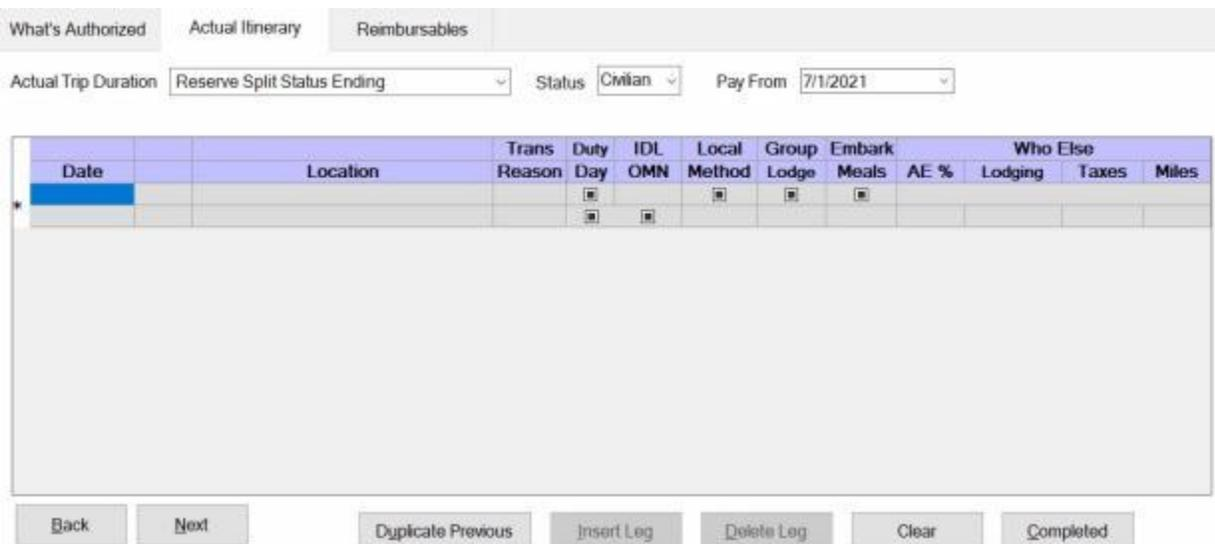 What's Authorized Actual Itinerary Reimbursables
Actual Trip Duration Reserve Split Status Ending Status Civilian Pay From 7/1/2021
Trans Duty IDL Local Group Embark Who Else
Date Location Reason Day OMN Method Lodge Meals AE % Lodging Taxes Miles
*
Back Next Duplicate Previous Insert Leg Delete Leg Clear Completed